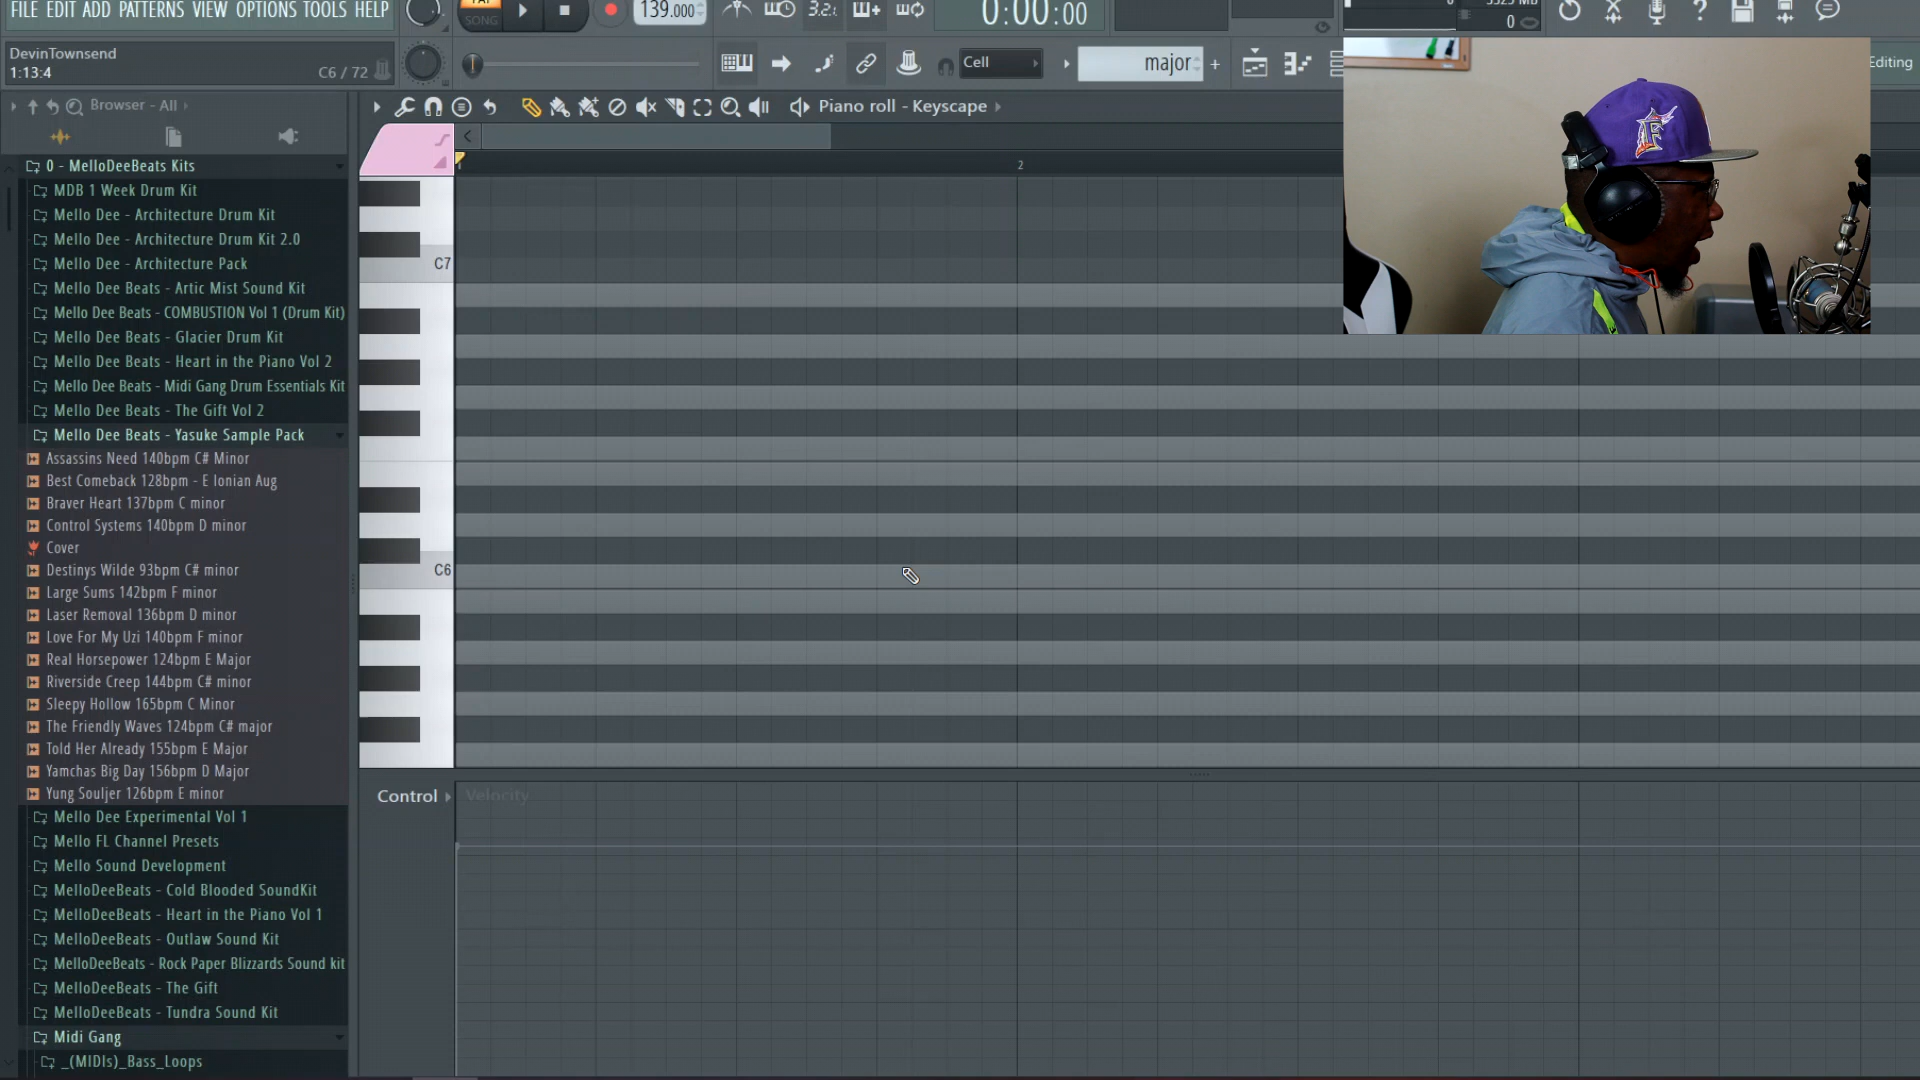 FILE EDIT ADD PATTERNS VIEW OPTIONS TOOLS HELP
SONG
139.000
3.2
0:00:00
0
DevinTownsend
1:13:4
C6 / 72
Cell
major
Editing
Browser - All
Piano roll - Keyscape
0 - MelloDeeBeats Kits
MDB 1 Week Drum Kit
Mello Dee - Architecture Drum Kit
Mello Dee - Architecture Drum Kit 2.0
Mello Dee - Architecture Pack
Mello Dee Beats - Artic Mist Sound Kit
Mello Dee Beats - COMBUSTION Vol 1 (Drum Kit)
Mello Dee Beats - Glacier Drum Kit
Mello Dee Beats - Heart in the Piano Vol 2
Mello Dee Beats - Midi Gang Drum Essentials Kit
Mello Dee Beats - The Gift Vol 2
Mello Dee Beats - Yasuke Sample Pack
Assassins Need 140bpm C# Minor
Best Comeback 128bpm - E Ionian Aug
Braver Heart 137bpm C minor
Control Systems 140bpm D minor
Cover
Destinys Wilde 93bpm C# minor
Large Sums 142bpm F minor
Laser Removal 136bpm D minor
Love For My Uzi 140bpm F minor
Real Horsepower 124bpm E Major
Riverside Creep 144bpm C# minor
Sleepy Hollow 165bpm C Minor
The Friendly Waves 124bpm C# major
Told Her Already 155bpm E Major
Yamchas Big Day 156bpm D Major
Yung Souljer 126bpm E minor
Mello Dee Experimental Vol 1
Mello FL Channel Presets
Mello Sound Development
MelloDeeBeats - Cold Blooded SoundKit
MelloDeeBeats - Heart in the Piano Vol 1
MelloDeeBeats - Outlaw Sound Kit
MelloDeeBeats - Rock Paper Blizzards Sound kit
MelloDeeBeats - The Gift
MelloDeeBeats - Tundra Sound Kit
Midi Gang
_(MIDIs)_Bass_Loops
2
C7
C6
Control
Velocity